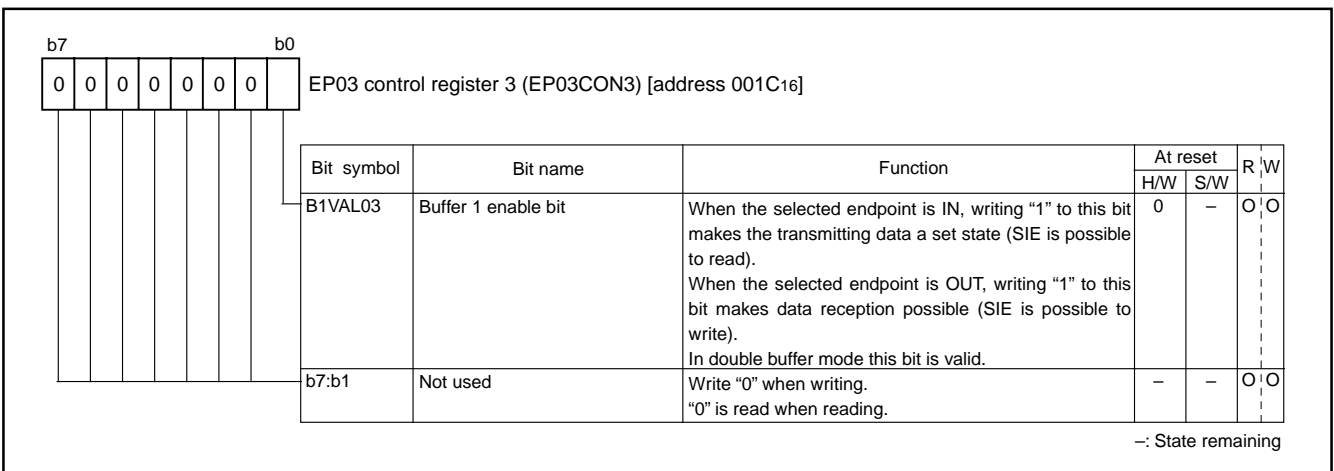 b7 b0
0 0 0 0 0 0 0 EP03 control register 3 (EP03CON3) [address 001C16]
Bit symbol Bit name Function At reset R W
H/W S/W
B1VAL03 Buffer 1 enable bit When the selected endpoint is IN, writing “1” to this bit 0 – O O
makes the transmitting data a set state (SIE is possible
to read).
When the selected endpoint is OUT, writing “1” to this
bit makes data reception possible (SIE is possible to
write).
In double buffer mode this bit is valid.
b7:b1 Not used Write “0” when writing. – – O O
“0” is read when reading.
–: State remaining